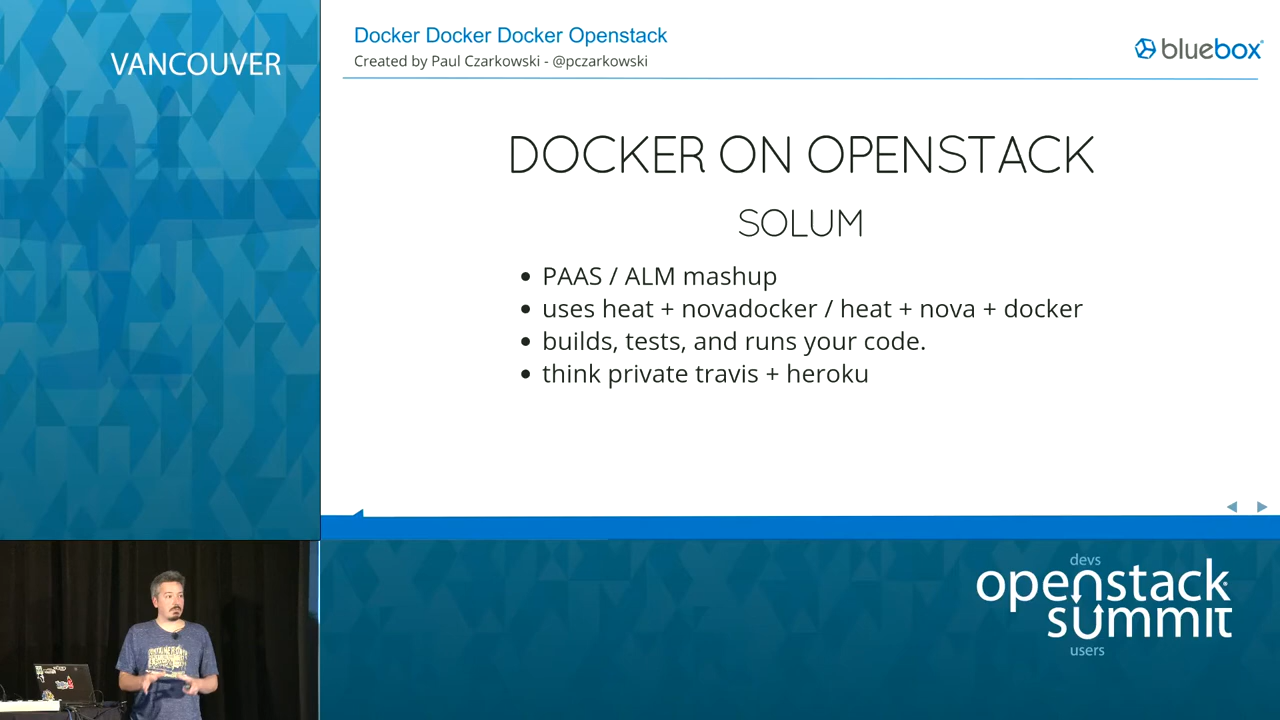 VANCOUVER
Docker Docker Docker Openstack
Created by Paul Czarkowski - @pczarkowski
bluebox
DOCKER ON OPENSTACK
SOLUM
PAAS / ALM mashup
uses heat + novadocker / heat + nova + docker
builds, tests, and runs your code.
think private travis + heroku
devs
openstack
summit
users